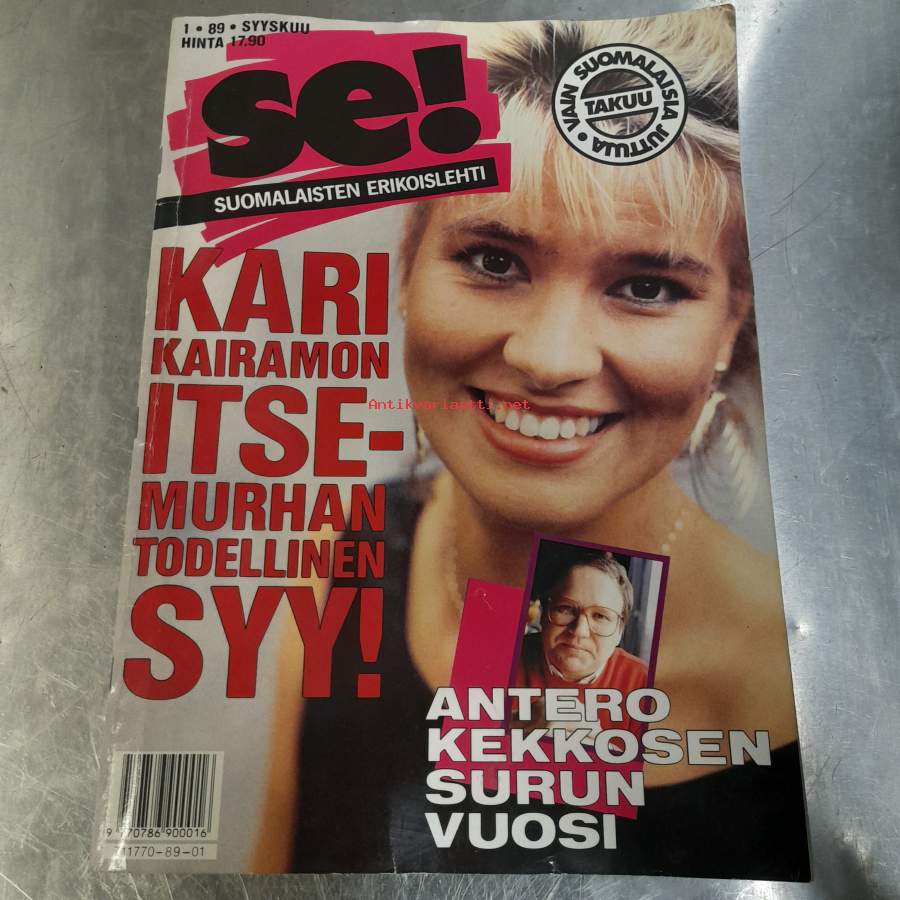 1 • 89 • SYYSKUU
HINTA 17.90
se!
SUOMALAISTEN ERIKOISLEHTI
VAIN SUOMALAISIA JUTTUJA •
TAKUU
KARI
KAIRAMON
ITSE-
MURHAN
TODELLINEN
SYY!
Antikvariaatti.net
ANTERO
KEKKOSEN
SURUN
VUOSI
9 770786 900016
711770-89-01